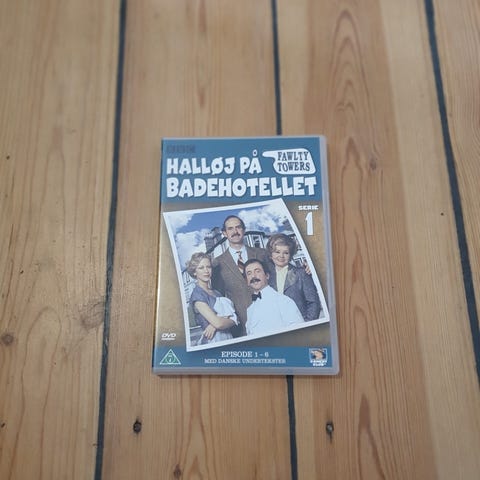 BBC
HALLØJ PÅ
FAWLTY
TOWERS
BADEHOTELLET
SERIE
1
DVD
EPISODE 1 – 6
MED DANSKE UNDERTEKSTER